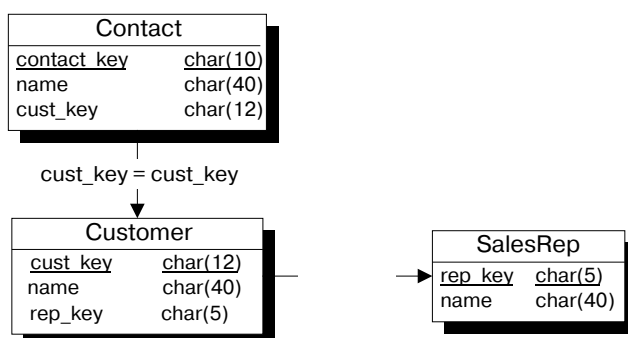 Contact
contact_key char(10)
name char(40)
cust_key char(12)
cust_key = cust_key
Customer
cust_key char(12)
name char(40)
rep_key char(5)
SalesRep
rep_key char(5)
name char(40)